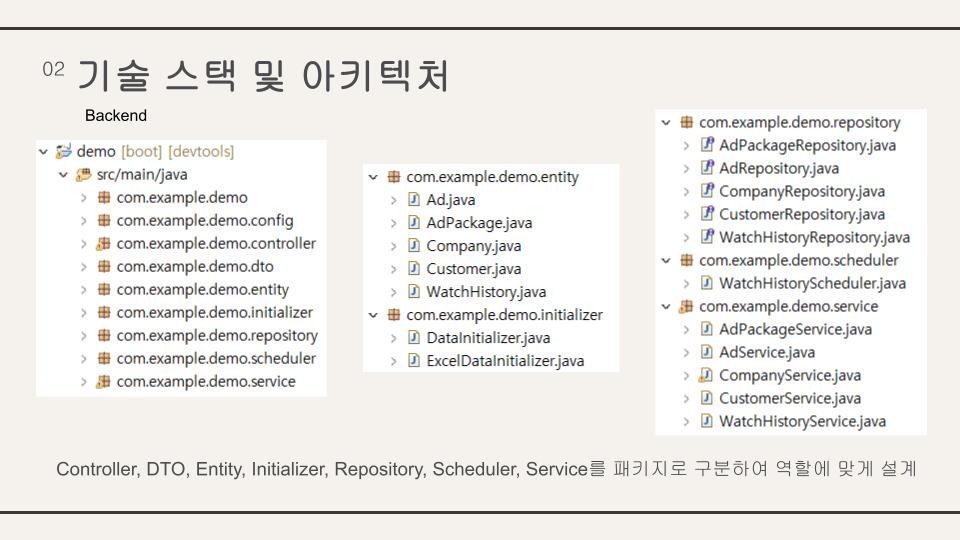 02 기술 스택 및 아키텍처
Backend
demo [boot] [devtools]
src/main/java
com.example.demo
com.example.demo.config
com.example.demo.controller
com.example.demo.dto
com.example.demo.entity
com.example.demo.initializer
com.example.demo.repository
com.example.demo.scheduler
com.example.demo.service
com.example.demo.entity
Ad.java
AdPackage.java
Company.java
Customer.java
WatchHistory.java
com.example.demo.initializer
DataInitializer.java
ExcelDataInitializer.java
com.example.demo.repository
AdPackageRepository.java
AdRepository.java
CompanyRepository.java
CustomerRepository.java
WatchHistoryRepository.java
com.example.demo.scheduler
WatchHistoryScheduler.java
com.example.demo.service
AdPackageService.java
AdService.java
CompanyService.java
CustomerService.java
WatchHistoryService.java
Controller, DTO, Entity, Initializer, Repository, Scheduler, Service를 패키지로 구분하여 역할에 맞게 설계